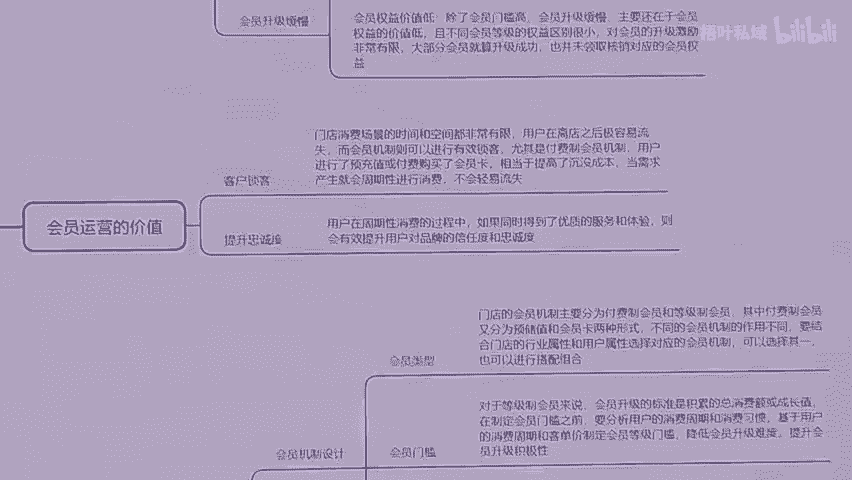 会员升级缓慢
会员权益价值低：除了会员门槛高，会员升级缓慢，主要还在于会员
权益的价值低，且不同会员等级的权益区别很小，对会员的升级激励
非常有限，大部分会员就算升级成功，也并未领取核销对应的会员权
益
梧叶私域 bilibili
门店消费场景的时间和空间都非常有限，用户在离店之后极容易流
失，而会员机制则可以进行有效锁客，尤其是付费制会员机制，用户
进行了预充值或付费购买了会员卡，相当于提高了沉没成本，当需求
产生就会周期性进行消费，不会轻易流失
客户锁客
会员运营的价值
用户在周期性消费的过程中，如果同时得到了优质的服务和体验，则
会有效提升用户对品牌的信任度和忠诚度
提升忠诚度
门店的会员机制主要分为付费制会员和等级制会员，其中付费制会员
又分为预储值和会员卡两种形式，不同的会员机制的作用不同，要结
合门店的行业属性和用户属性选择对应的会员机制，可以选择其一，
也可以进行搭配组合
会员类型
对于等级制会员来说，会员升级的标准是积累的总消费额或成长值，
在制定会员门槛之前，要分析用户的消费周期和消费习惯，基于用户
的消费周期和客单价制定会员等级门槛，降低会员升级难度，提升会
员升级积极性
会员门槛
会员机制设计